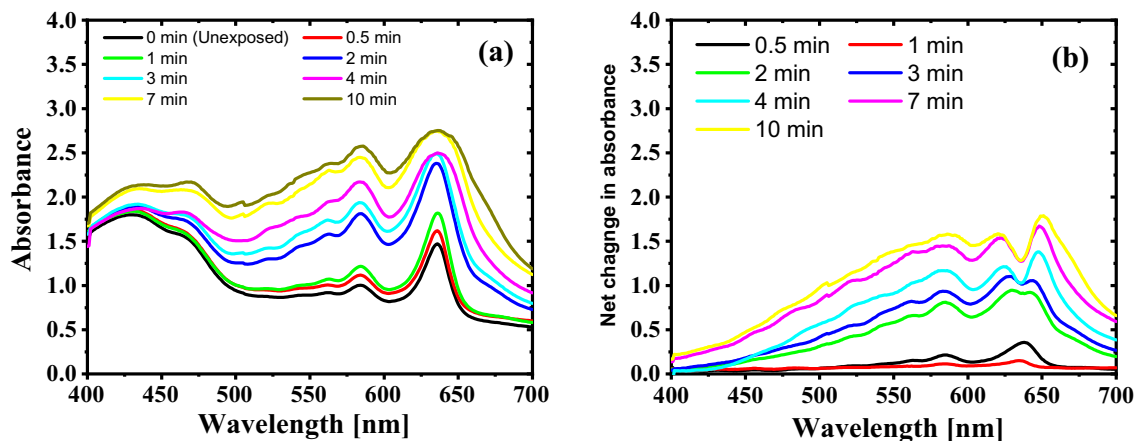 4.0
3.5
3.0
2.5
2.0
1.5
1.0
0.5
0.0
400 450 500 550 600 650 700
Absorbance
Wavelength [nm]
0 min (Unexposed) 0.5 min
1 min 2 min
3 min 4 min
7 min 10 min
(a)
4.0
3.5
3.0
2.5
2.0
1.5
1.0
0.5
0.0
400 450 500 550 600 650 700
Net chagnge in absorbance
Wavelength [nm]
0.5 min 1 min
2 min 3 min
4 min 7 min
10 min
(b)